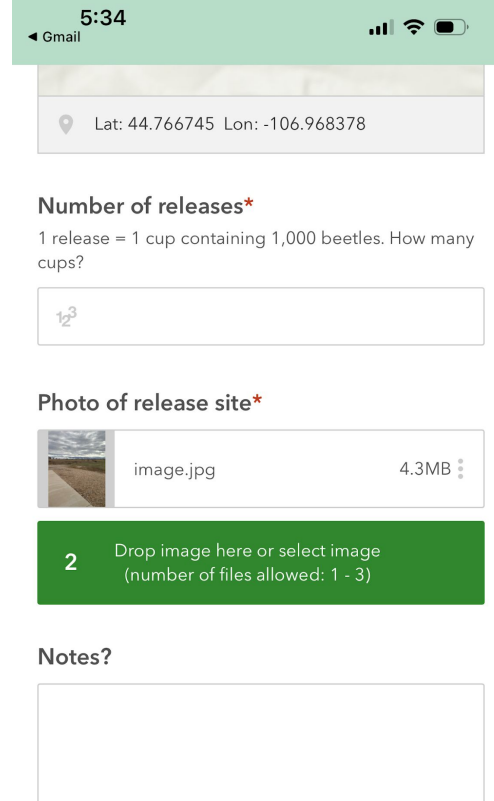 5:34
◀ Gmail
Lat: 44.766745 Lon: -106.968378
Number of releases*
1 release = 1 cup containing 1,000 beetles. How many
cups?
123
Photo of release site*
image.jpg 4.3MB
2
Drop image here or select image
(number of files allowed: 1 - 3)
Notes?